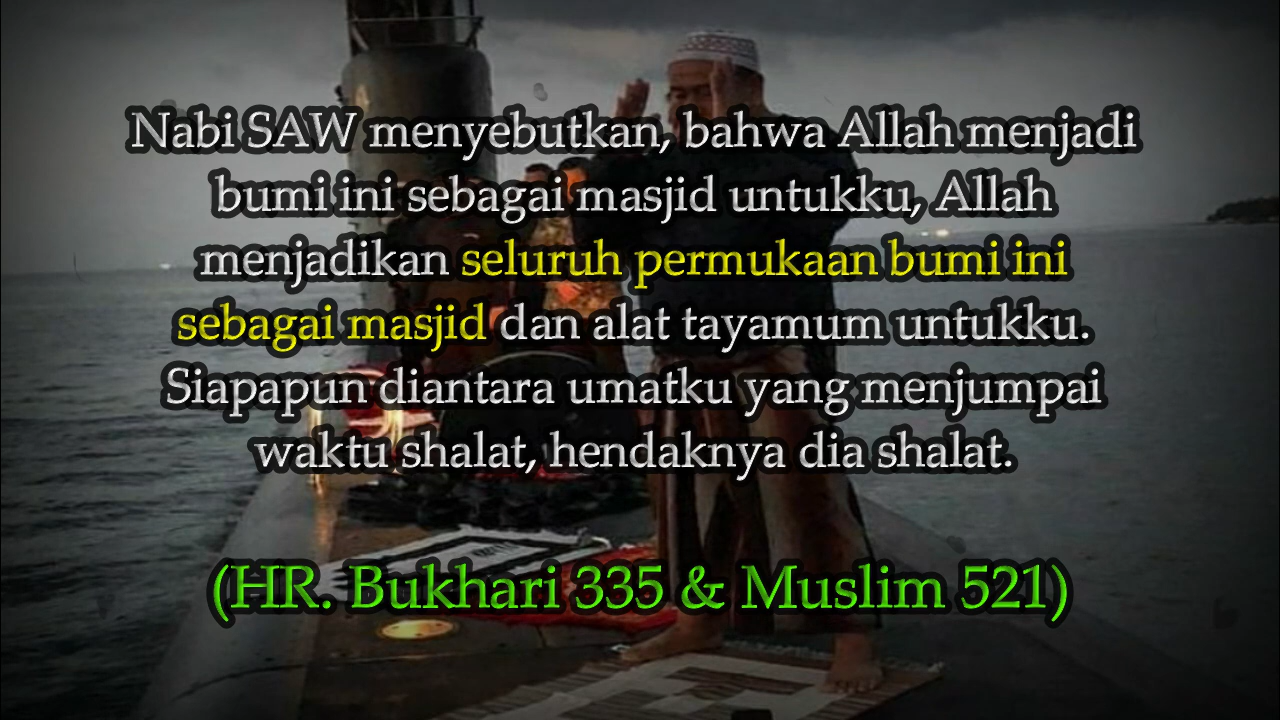 Nabi SAW menyebutkan, bahwa Allah menjadi
bumi ini sebagai masjid untukku, Allah
menjadikan seluruh permukaan bumi ini
sebagai masjid dan alat tayamum untukku.
Siapapun diantara umatku yang menjumpai
waktu shalat, hendaknya dia shalat.
(HR. Bukhari 335 & Muslim 521)